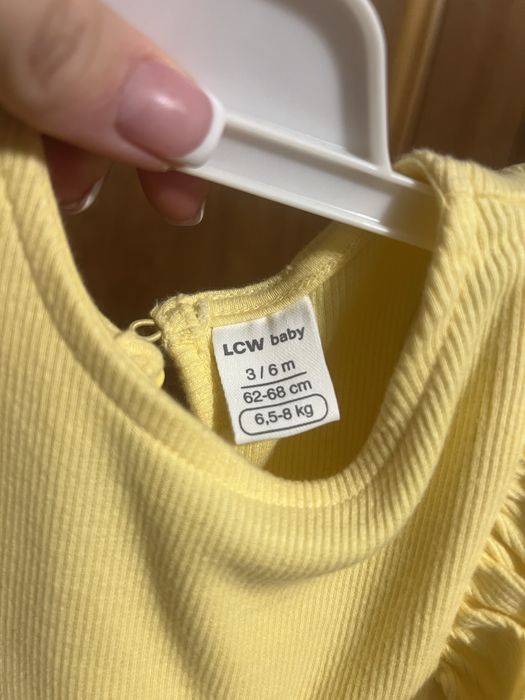 LCW baby
3 / 6 m
62-68 cm
6,5-8 kg